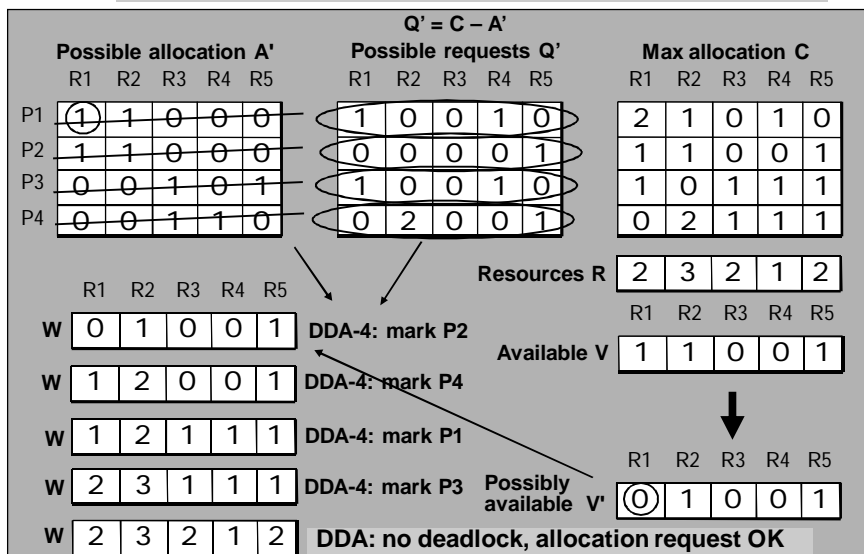 Q' = C – A'
Possible allocation A' Possible requests Q' Max allocation C
R1 R2 R3 R4 R5 R1 R2 R3 R4 R5 R1 R2 R3 R4 R5
P1 1 1 0 0 0 1 0 0 1 0 2 1 0 1 0
P2 1 1 0 0 0 0 0 0 0 1 1 1 0 0 1
P3 0 0 1 0 1 1 0 0 1 0 1 0 1 1 1
P4 0 0 1 1 0 0 2 0 0 1 0 2 1 1 1
Resources R 2 3 2 1 2
R1 R2 R3 R4 R5
Available V 1 1 0 0 1
R1 R2 R3 R4 R5
W 0 1 0 0 1 DDA-4: mark P2
W 1 2 0 0 1 DDA-4: mark P4
W 1 2 1 1 1 DDA-4: mark P1
W 2 3 1 1 1 DDA-4: mark P3
W 2 3 2 1 2 DDA: no deadlock, allocation request OK
R1 R2 R3 R4 R5
Possibly
available V' 0 1 0 0 1